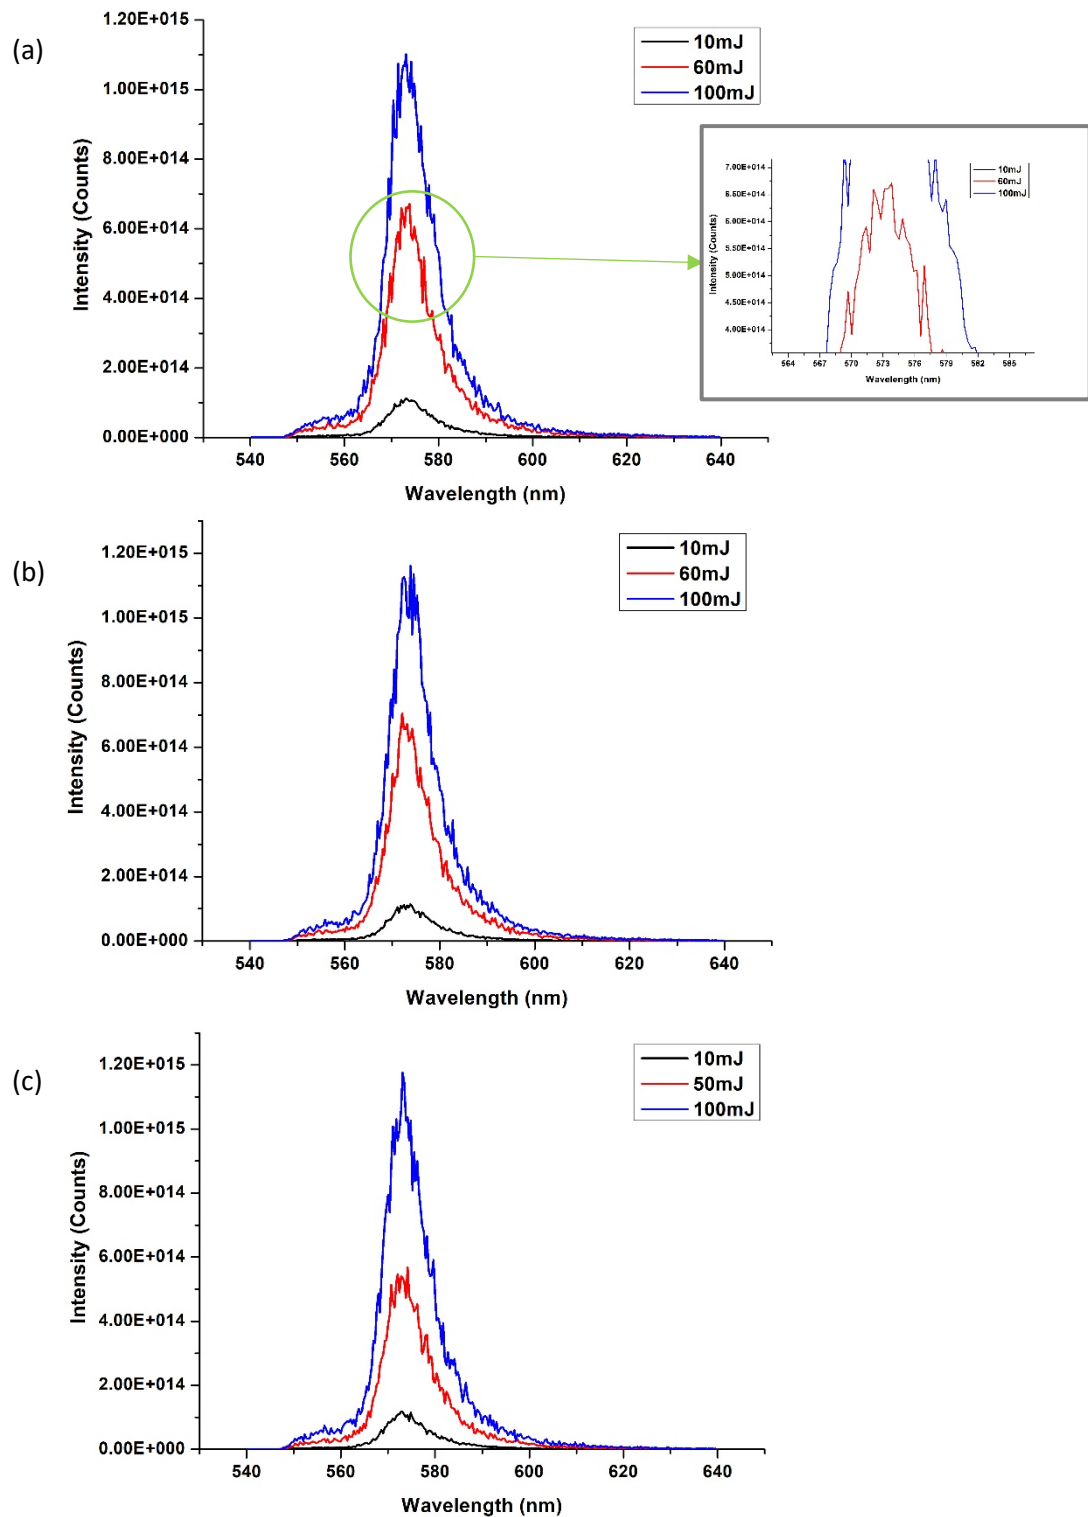 (a)
1.20E+015
1.00E+015
8.00E+014
6.00E+014
4.00E+014
2.00E+014
0.00E+000
Intensity (Counts)
540 560 580 600 620 640
Wavelength (nm)
10mJ
60mJ
100mJ
7.00E+014
6.50E+014
6.00E+014
5.50E+014
5.00E+014
4.50E+014
4.00E+014
Intensity (Counts)
564 567 570 573 576 579 582 585
Wavelength (nm)
10mJ
60mJ
100mJ
(b)
1.20E+015
1.00E+015
8.00E+014
6.00E+014
4.00E+014
2.00E+014
0.00E+000
Intensity (Counts)
540 560 580 600 620 640
Wavelength (nm)
10mJ
60mJ
100mJ
(c)
1.20E+015
1.00E+015
8.00E+014
6.00E+014
4.00E+014
2.00E+014
0.00E+000
Intensity (Counts)
540 560 580 600 620 640
Wavelength (nm)
10mJ
50mJ
100mJ